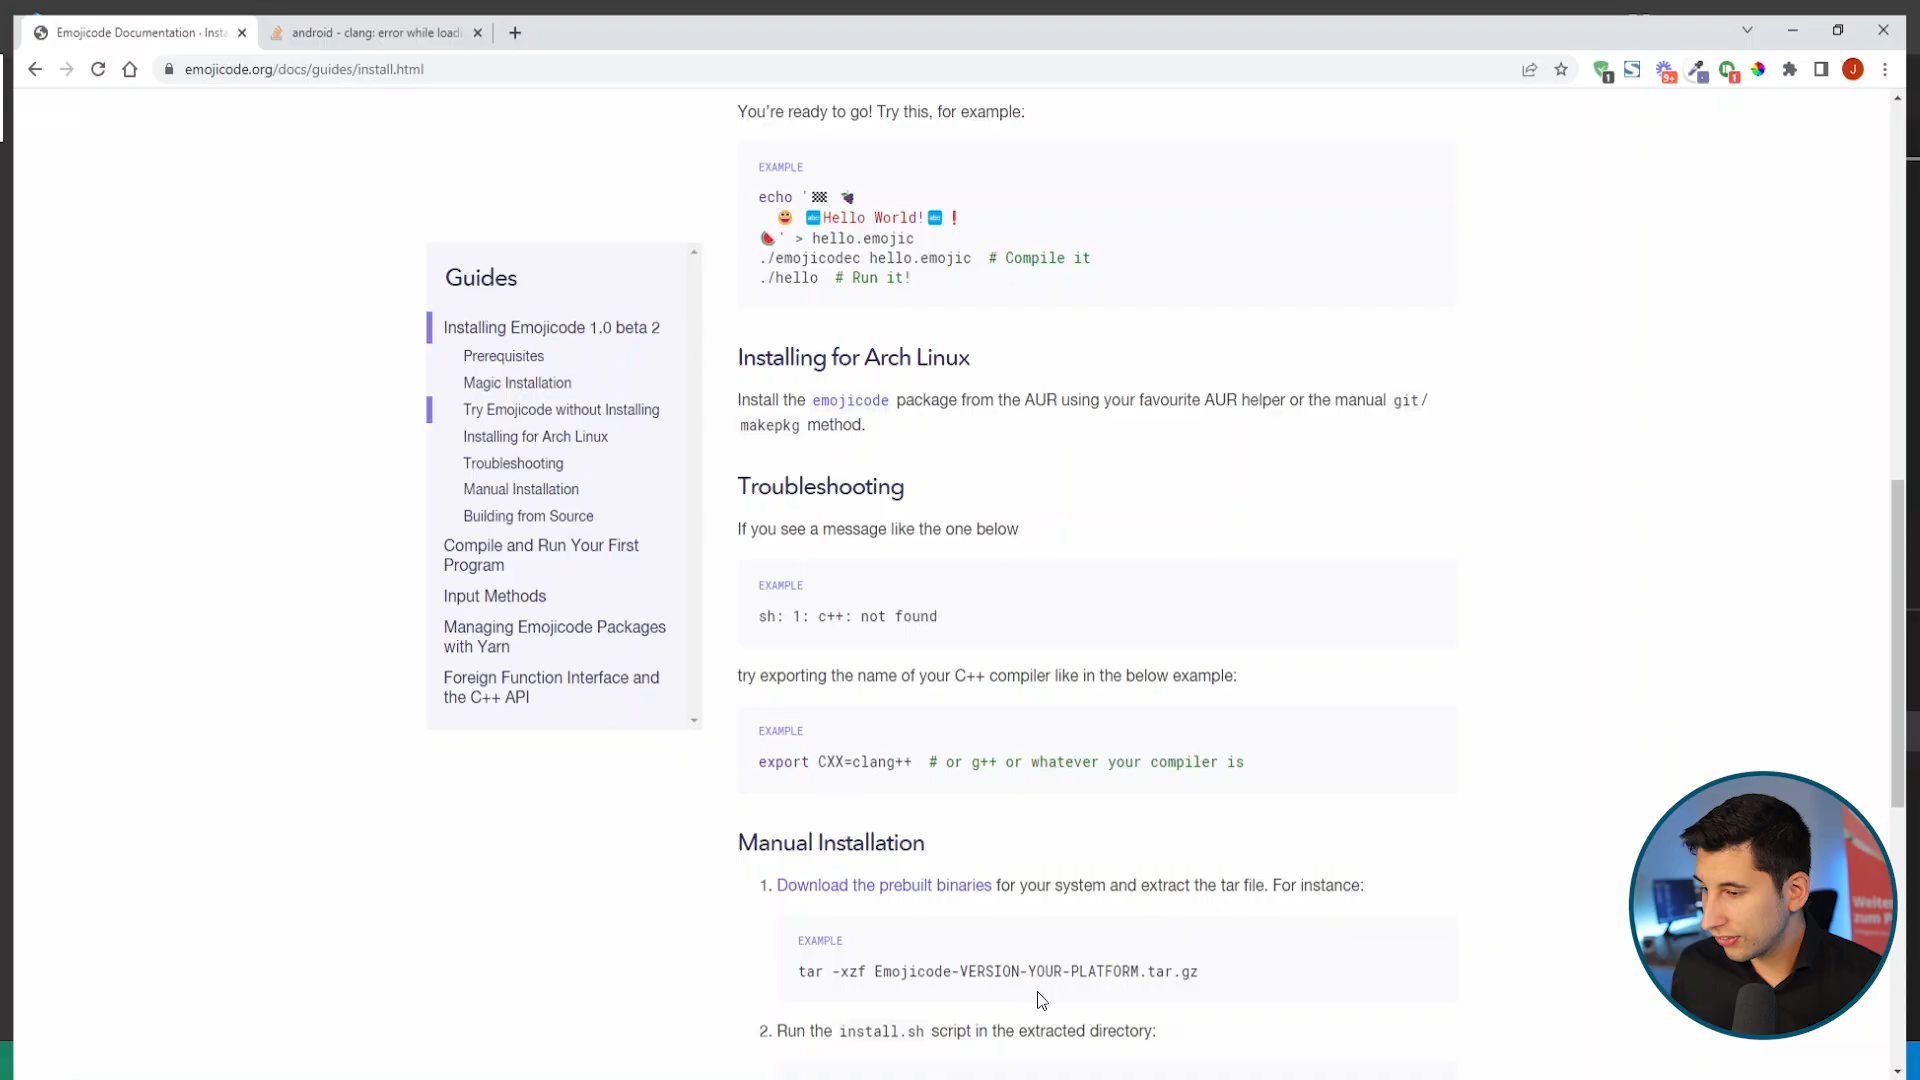 Emojicode Documentation · Insta
android - clang: error while loadi
emojicode.org/docs/guides/install.html
1
9+
1
J
You're ready to go! Try this, for example:
EXAMPLE
echo '🏁 🍇
😀 🔤Hello World!🔤❗
🍉' > hello.emojic
./emojicodec hello.emojic # Compile it
./hello # Run it!
Guides
Installing Emojicode 1.0 beta 2
Prerequisites
Magic Installation
Try Emojicode without Installing
Installing for Arch Linux
Troubleshooting
Manual Installation
Building from Source
Compile and Run Your First
Program
Input Methods
Managing Emojicode Packages
with Yarn
Foreign Function Interface and
the C++ API
Installing for Arch Linux
Install the emojicode package from the AUR using your favourite AUR helper or the manual git/
makepkg method.
Troubleshooting
If you see a message like the one below
EXAMPLE
sh: 1: c++: not found
try exporting the name of your C++ compiler like in the below example:
EXAMPLE
export CXX=clang++ # or g++ or whatever your compiler is
Manual Installation
1. Download the prebuilt binaries for your system and extract the tar file. For instance:
EXAMPLE
tar -xzf Emojicode-VERSION-YOUR-PLATFORM.tar.gz
2. Run the install.sh script in the extracted directory:
Weiter
zum P